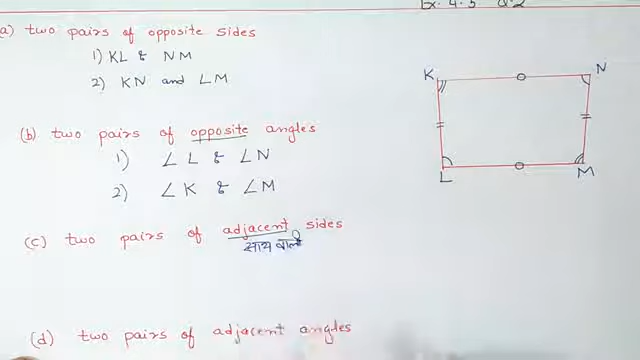 Ex. 4.5 Q.2
(a) two pairs of opposite sides
1) KL & NM
2) KN and LM
(b) two pairs of opposite angles
1) ∠L & ∠N
2) ∠K & ∠M
(c) two pairs of adjacent sides
साथ वाले
(d) two pairs of adjacent angles
K N
L M